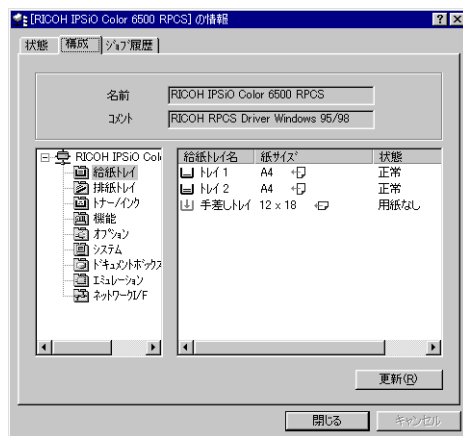 [RICOH IPSiO Color 6500 RPCS] の情報
状態 構成 ジョブ履歴
名前 RICOH IPSiO Color 6500 RPCS
コメント RICOH RPCS Driver Windows 95/98
RICOH IPSiO Col
給紙トレイ
排紙トレイ
トナー/インク
機能
オプション
システム
ドキュメントボックス
エミュレーション
ネットワークI/F
給紙トレイ名 紙サイズ 状態
トレイ 1 A4 正常
トレイ 2 A4 正常
手差しトレイ 12 x 18 用紙なし
更新(R)
閉じる キャンセル